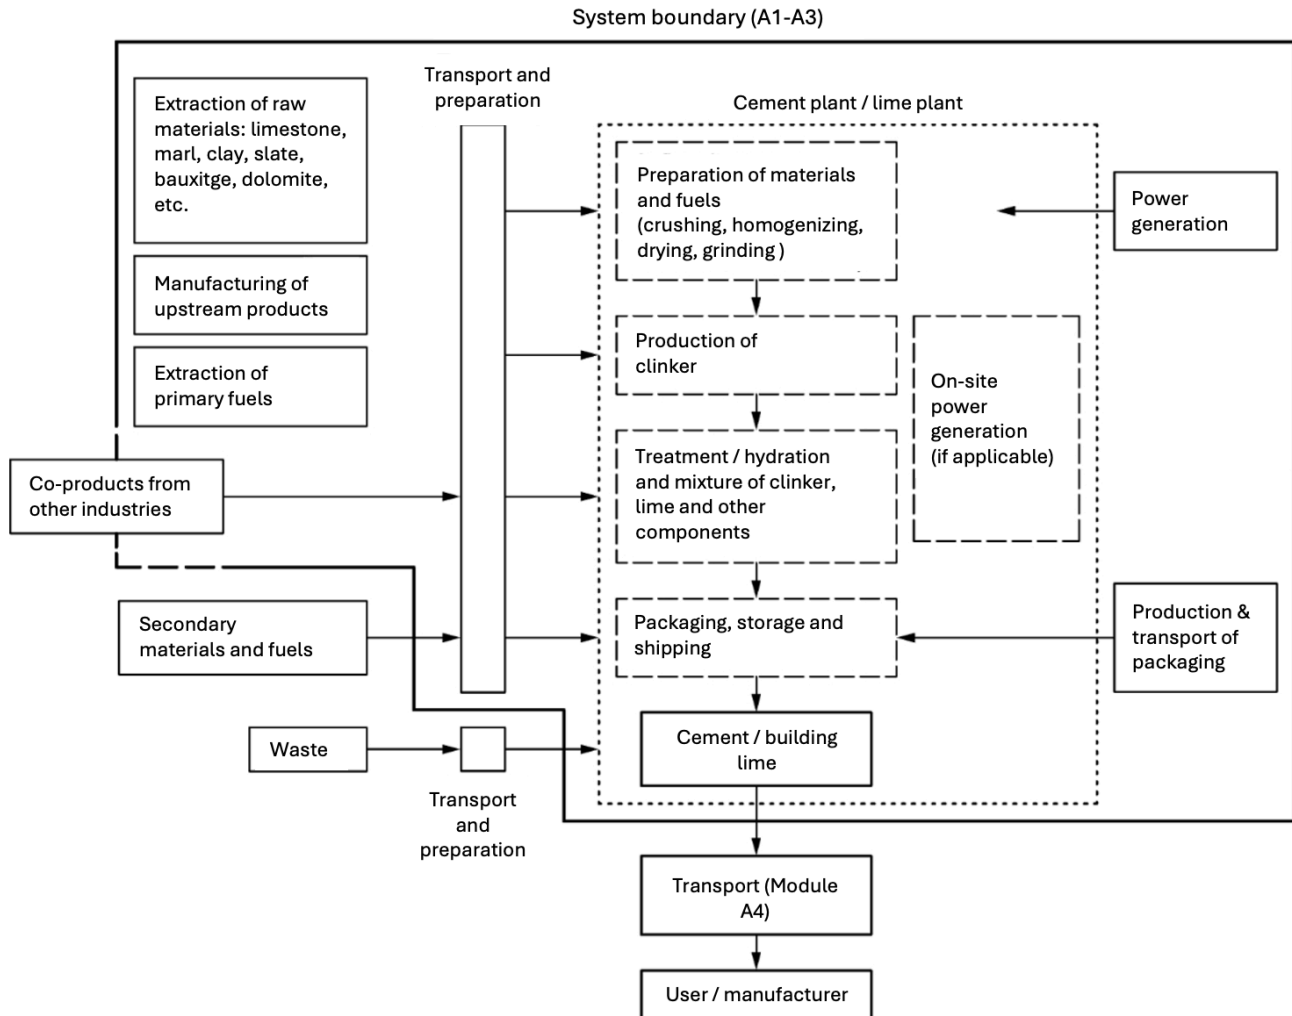 System boundary (A1-A3)
Extraction of raw
materials: limestone,
marl, clay, slate,
bauxitge, dolomite,
etc.
Manufacturing of
upstream products
Extraction of
primary fuels
Co-products from
other industries
Secondary
materials and fuels
Waste
Transport and
preparation
Transport
and
preparation
Cement plant / lime plant
Preparation of materials
and fuels
(crushing, homogenizing,
drying, grinding )
Production of
clinker
Treatment / hydration
and mixture of clinker,
lime and other
components
Packaging, storage and
shipping
Cement / building
lime
On-site
power
generation
(if applicable)
Power
generation
Production &
transport of
packaging
Transport (Module
A4)
User / manufacturer